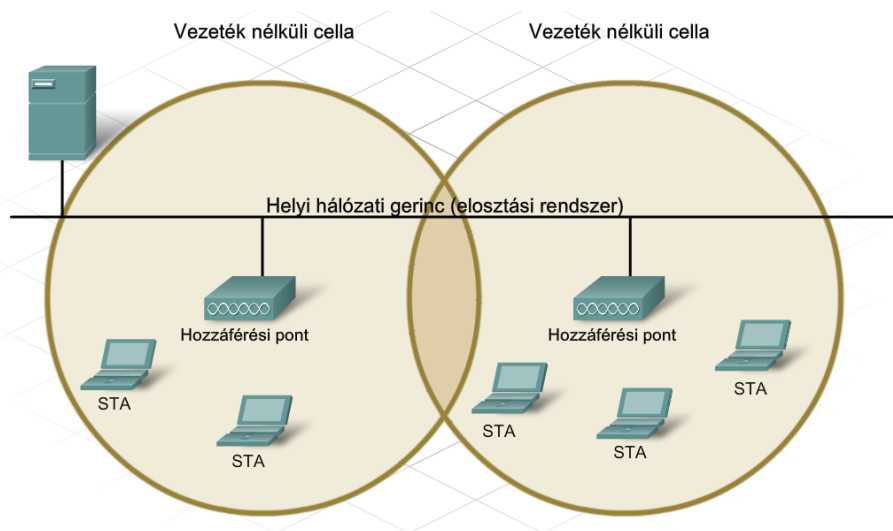 Vezeték nélküli cella
Vezeték nélküli cella
Helyi hálózati gerinc (elosztási rendszer)
Hozzáférési pont
Hozzáférési pont
STA
STA
STA
STA
STA